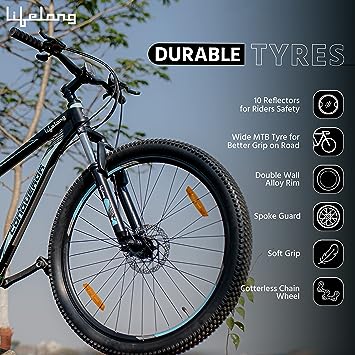 Lifelong
DURABLE TYRES
10 Reflectors
for Riders Safety
Wide MTB Tyre for
Better Grip on Road
Double Wall
Alloy Rim
Spoke Guard
Soft Grip
Cotterless Chain
Wheel
lifelong